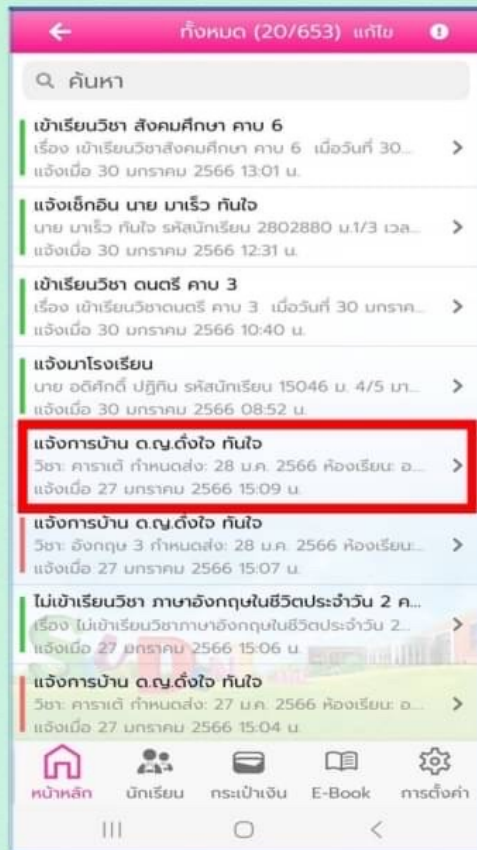 ทั้งหมด (20/653) แก้ไข
ค้นหา
เข้าเรียนวิชา สังคมศึกษา คาบ 6
เรื่อง เข้าเรียนวิชาสังคมศึกษา คาบ 6 เมื่อวันที่ 30...
แจ้งเมื่อ 30 มกราคม 2566 13:01 น.
แจ้งเช็กอิน นาย มาเร็ว ทันใจ
นาย มาเร็ว ทันใจ รหัสนักเรียน 2802880 ม.1/3 เวล...
แจ้งเมื่อ 30 มกราคม 2566 12:31 น.
เข้าเรียนวิชา ดนตรี คาบ 3
เรื่อง เข้าเรียนวิชาดนตรี คาบ 3 เมื่อวันที่ 30 มกราค...
แจ้งเมื่อ 30 มกราคม 2566 10:40 น.
แจ้งมาโรงเรียน
นาย อดิศักดิ์ ปฏิทิน รหัสนักเรียน 15046 ม. 4/5 มา...
แจ้งเมื่อ 30 มกราคม 2566 08:52 น.
แจ้งการบ้าน ด.ญ.ดั่งใจ ทันใจ
วิชา: คาราเต้ กำหนดส่ง: 28 ม.ค. 2566 ห้องเรียน: อ...
แจ้งเมื่อ 27 มกราคม 2566 15:09 น.
แจ้งการบ้าน ด.ญ.ดั่งใจ ทันใจ
วิชา: อังกฤษ 3 กำหนดส่ง: 28 ม.ค. 2566 ห้องเรียน:...
แจ้งเมื่อ 27 มกราคม 2566 15:07 น.
ไม่เข้าเรียนวิชา ภาษาอังกฤษในชีวิตประจำวัน 2 ค...
เรื่อง ไม่เข้าเรียนวิชาภาษาอังกฤษในชีวิตประจำวัน 2...
แจ้งเมื่อ 27 มกราคม 2566 15:06 น.
แจ้งการบ้าน ด.ญ.ดั่งใจ ทันใจ
วิชา: คาราเต้ กำหนดส่ง: 27 ม.ค. 2566 ห้องเรียน: อ...
แจ้งเมื่อ 27 มกราคม 2566 15:04 น.
หน้าหลัก นักเรียน กระเป๋าเงิน E-Book การตั้งค่า